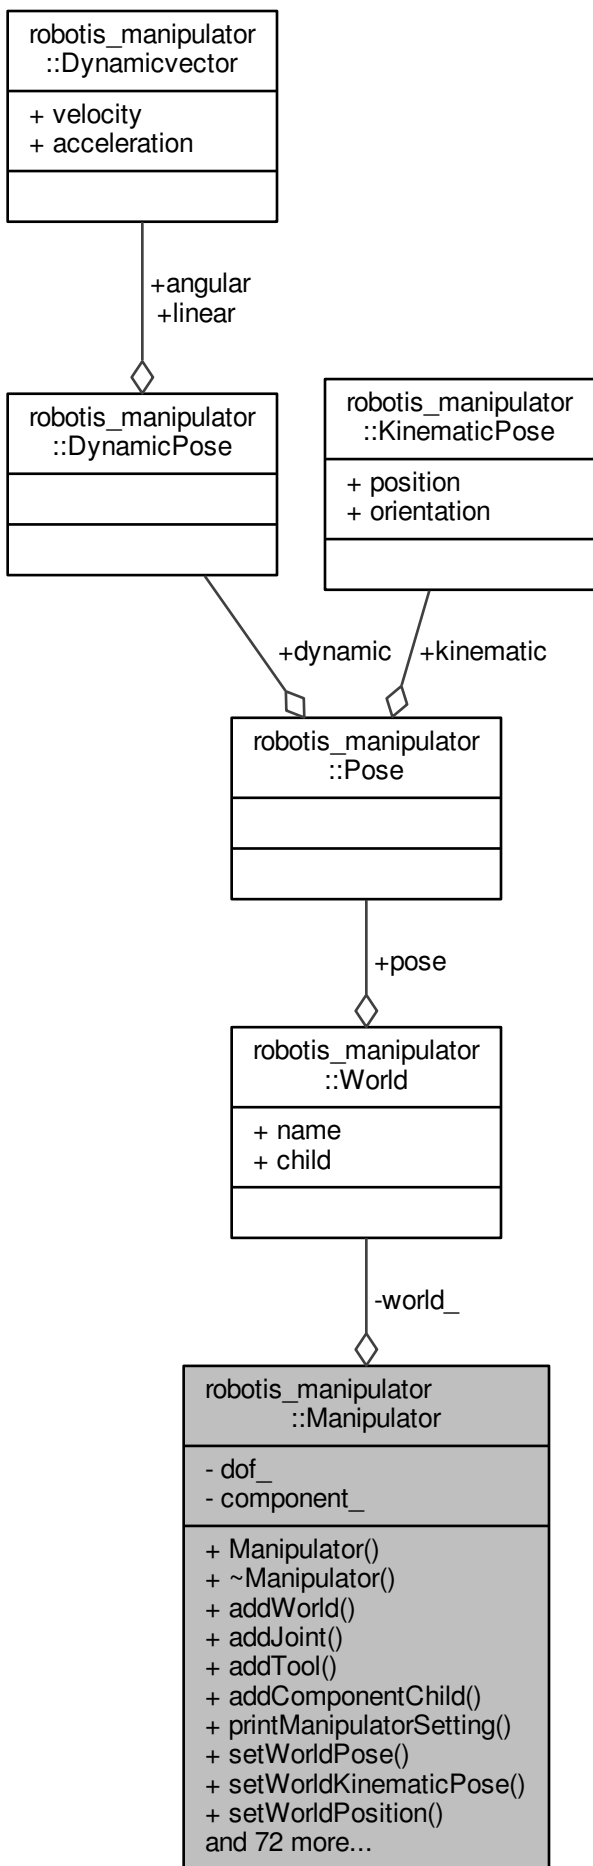 robotis_manipulator
::Dynamicvector
+ velocity
+ acceleration
+angular
+linear
robotis_manipulator
::DynamicPose
robotis_manipulator
::KinematicPose
+ position
+ orientation
+dynamic
+kinematic
robotis_manipulator
::Pose
+pose
robotis_manipulator
::World
+ name
+ child
-world_
robotis_manipulator
::Manipulator
- dof_
- component_
+ Manipulator()
+ ~Manipulator()
+ addWorld()
+ addJoint()
+ addTool()
+ addComponentChild()
+ printManipulatorSetting()
+ setWorldPose()
+ setWorldKinematicPose()
+ setWorldPosition()
and 72 more...